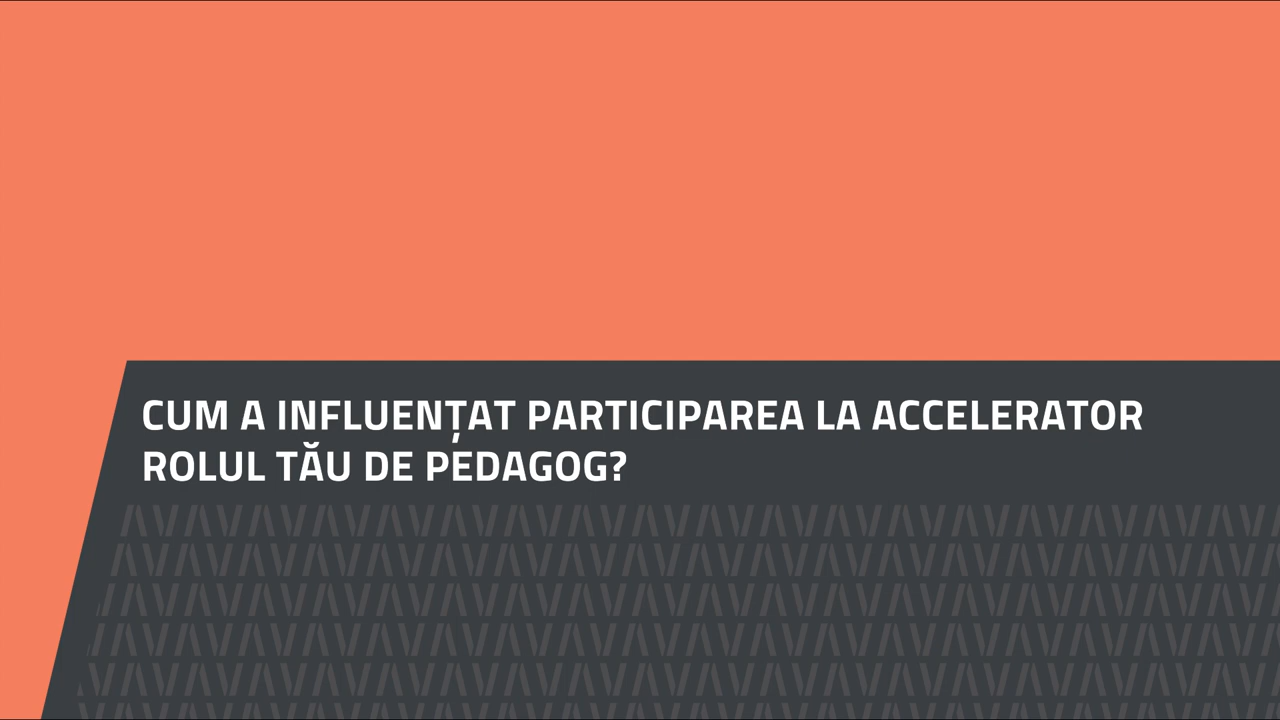 CUM A INFLUENȚAT PARTICIPAREA LA ACCELERATOR
ROLUL TĂU DE PEDAGOG?